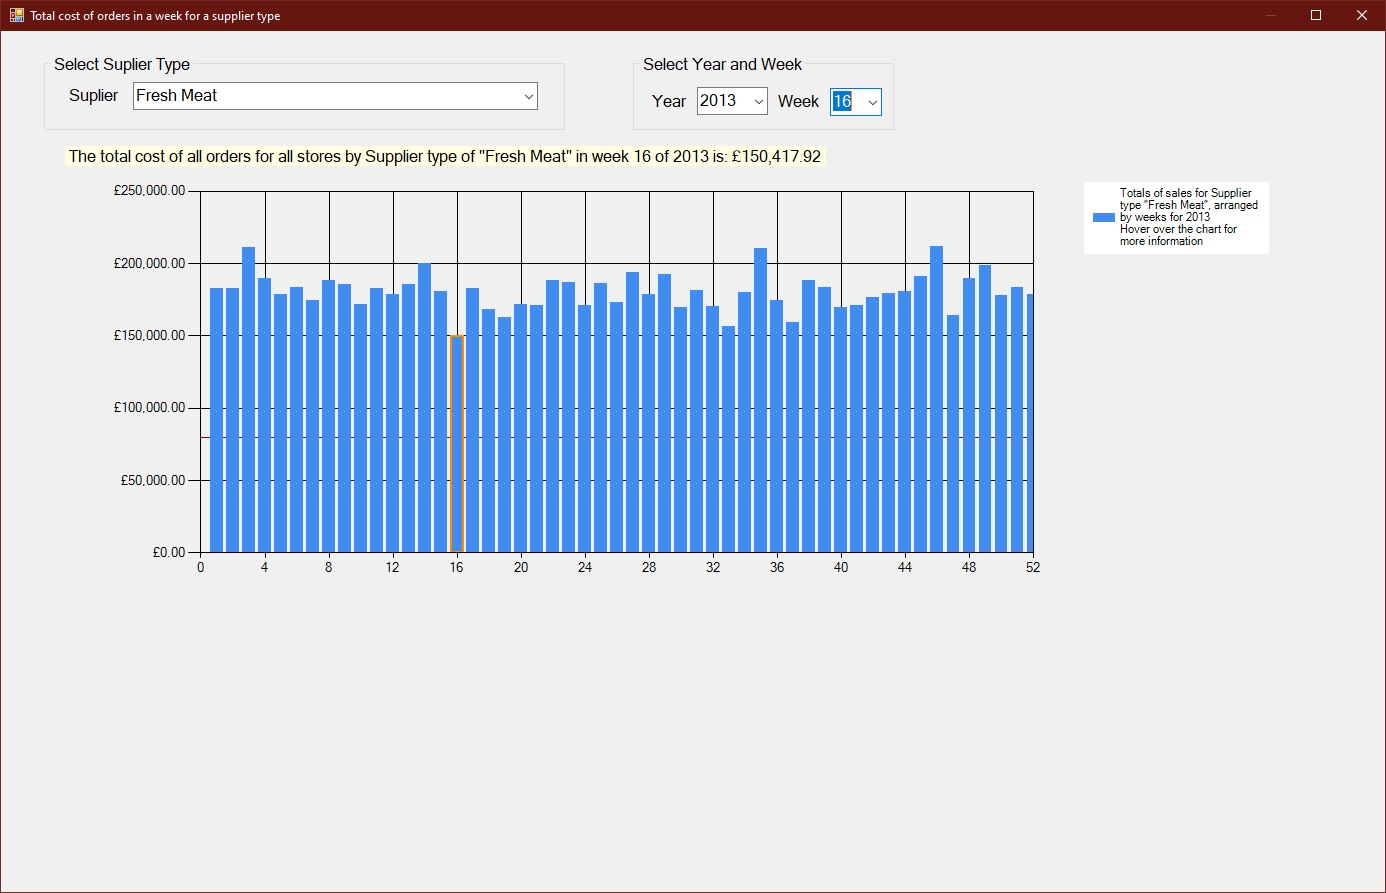 Total cost of orders in a week for a supplier type
Select Suplier Type
Suplier
Fresh Meat
Select Year and Week
Year
2013
Week
16
The total cost of all orders for all stores by Supplier type of "Fresh Meat" in week 16 of 2013 is: £150,417.92
£250,000.00
£200,000.00
£150,000.00
£100,000.00
£50,000.00
£0.00
0 4 8 12 16 20 24 28 32 36 40 44 48 52
Totals of sales for Supplier
type "Fresh Meat", arranged
by weeks for 2013
Hover over the chart for
more information